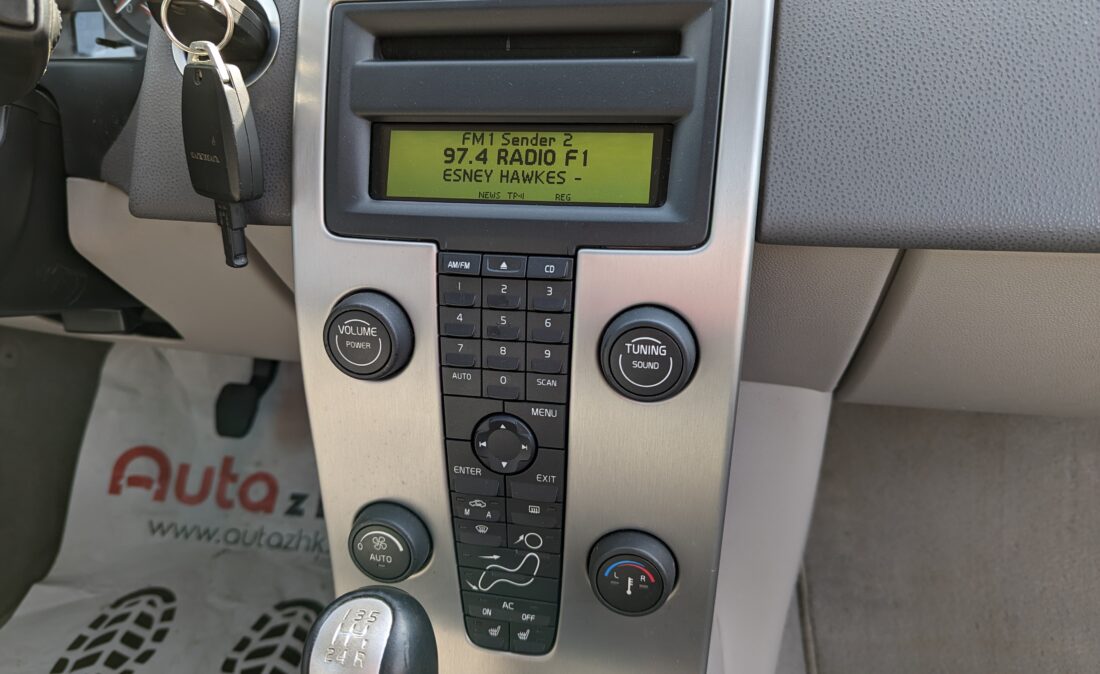 FM1 Sender 2
97.4 RADIO F1
ESNEY HAWKES -
NEWS TP REG
AM/FM CD
1 2 3
4 5 6
7 8 9
AUTO 0 SCAN
MENU
ENTER EXIT
M A
AC
ON OFF
VOLUME
POWER
TUNING
SOUND
0 AUTO
L R
1 3 5
2 4 R
Auta z
www.autazhk